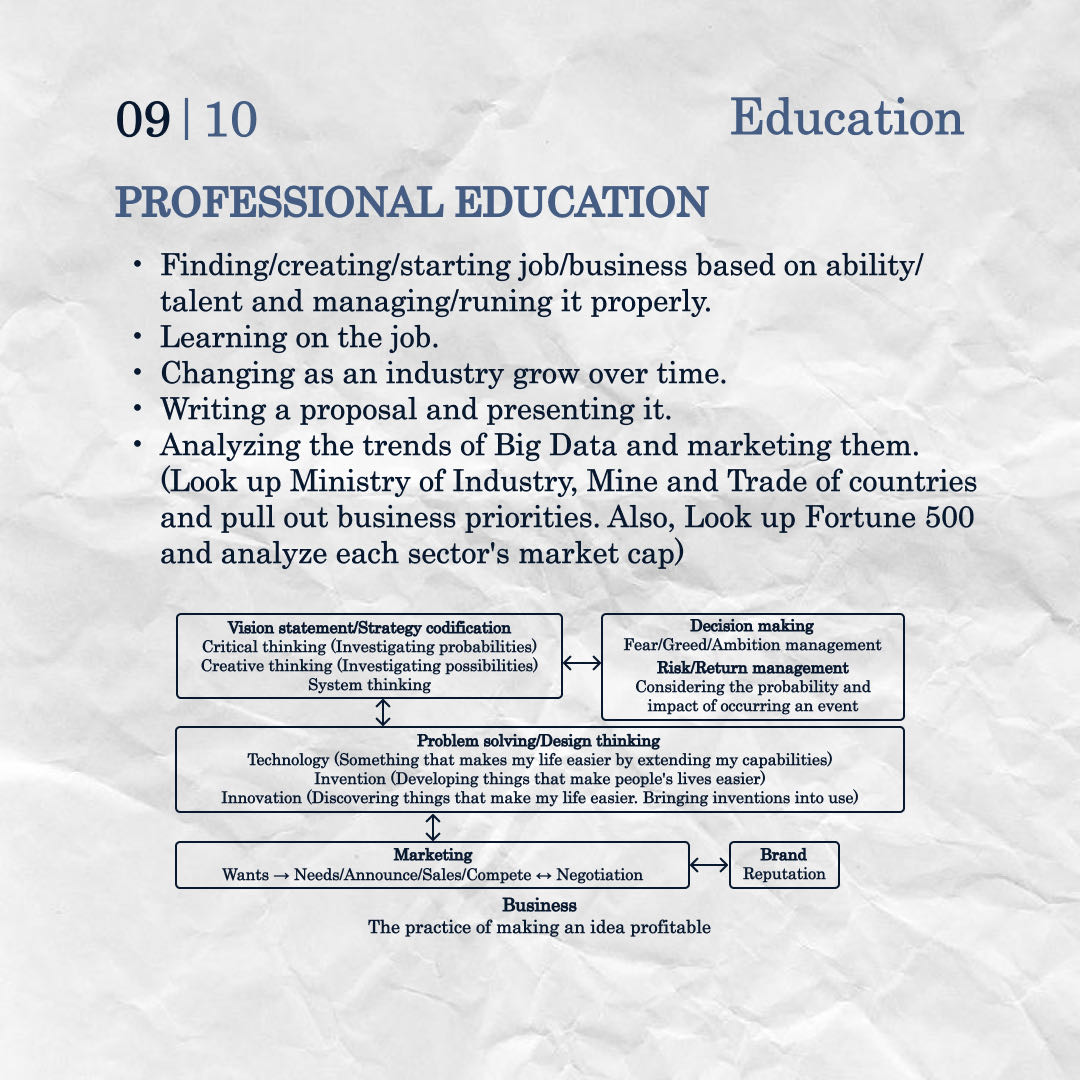 09 | 10
Education
PROFESSIONAL EDUCATION
• Finding/creating/starting job/business based on ability/
talent and managing/runing it properly.
• Learning on the job.
• Changing as an industry grow over time.
• Writing a proposal and presenting it.
• Analyzing the trends of Big Data and marketing them.
(Look up Ministry of Industry, Mine and Trade of countries
and pull out business priorities. Also, Look up Fortune 500
and analyze each sector's market cap)
Vision statement/Strategy codification
Critical thinking (Investigating probabilities)
Creative thinking (Investigating possibilities)
System thinking
Decision making
Fear/Greed/Ambition management
Risk/Return management
Considering the probability and
impact of occurring an event
Problem solving/Design thinking
Technology (Something that makes my life easier by extending my capabilities)
Invention (Developing things that make people's lives easier)
Innovation (Discovering things that make my life easier. Bringing inventions into use)
Marketing
Wants → Needs/Announce/Sales/Compete ↔ Negotiation
Brand
Reputation
Business
The practice of making an idea profitable